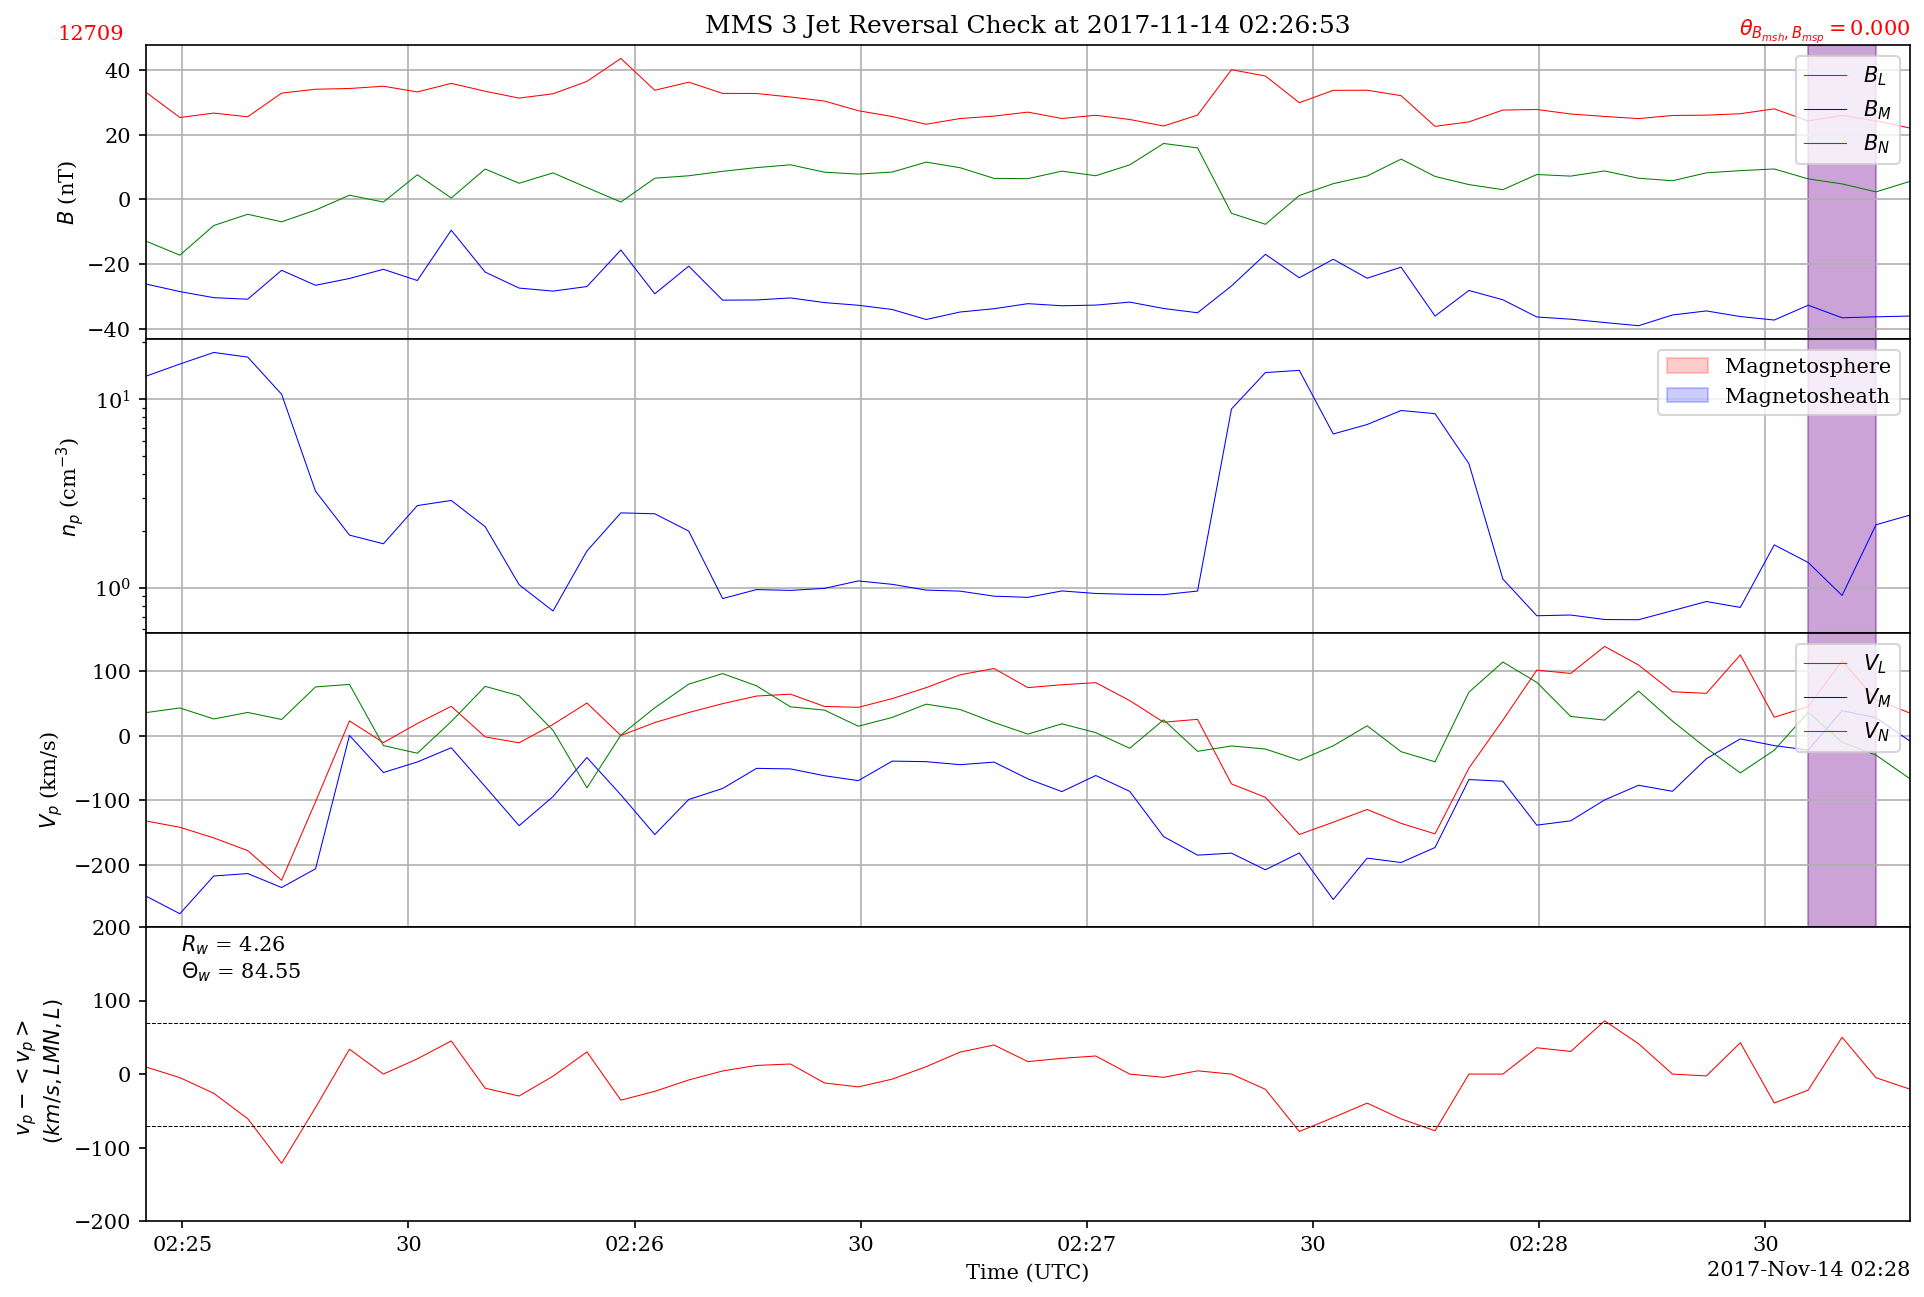 12709
MMS 3 Jet Reversal Check at 2017-11-14 02:26:53
θ_{B_{msh}, B_{msp}} = 0.000
40
20
0
−20
−40
B (nT)
B_L
B_M
B_N
10^1
10^0
n_p (cm^{−3})
Magnetosphere
Magnetosheath
100
0
−100
−200
V_p (km/s)
V_L
V_M
V_N
200
100
0
−100
−200
v_p − <v_p>
(km/s, LMN, L)
R_w = 4.26
Θ_w = 84.55
02:25 30 02:26 30 02:27 30 02:28 30
Time (UTC)
2017-Nov-14 02:28